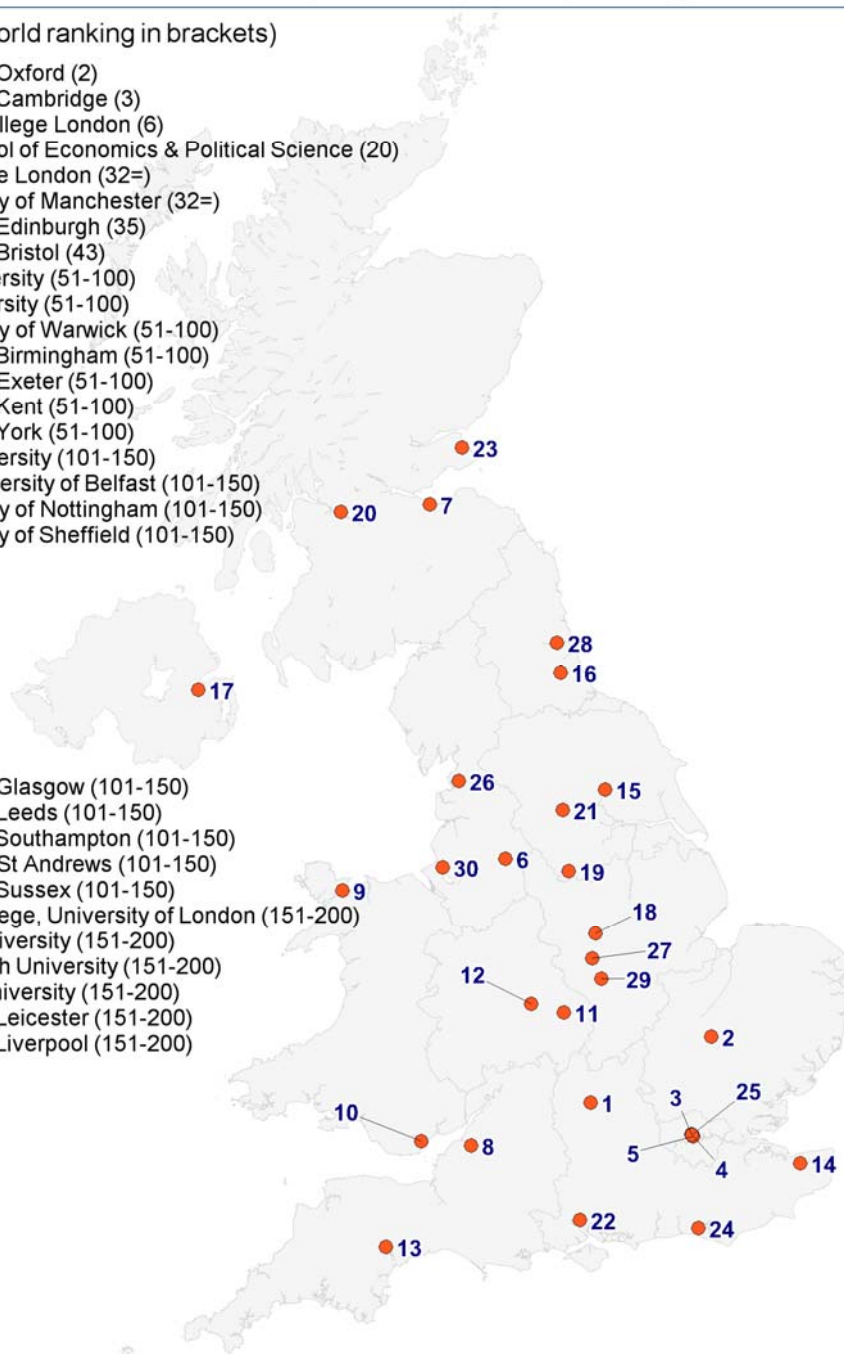 orld ranking in brackets)
Oxford (2)
Cambridge (3)
llege London (6)
ol of Economics & Political Science (20)
e London (32=)
y of Manchester (32=)
Edinburgh (35)
Bristol (43)
ersity (51-100)
rsity (51-100)
y of Warwick (51-100)
Birmingham (51-100)
Exeter (51-100)
Kent (51-100)
York (51-100)
ersity (101-150)
ersity of Belfast (101-150)
y of Nottingham (101-150)
y of Sheffield (101-150)
Glasgow (101-150)
Leeds (101-150)
Southampton (101-150)
St Andrews (101-150)
Sussex (101-150)
ege, University of London (151-200)
iversity (151-200)
h University (151-200)
niversity (151-200)
Leicester (151-200)
Liverpool (151-200)
23
7
20
28
16
17
26
15
21
6
30
19
9
18
27
12
29
11
2
25
3
1
10
8
5
4
14
22
24
13